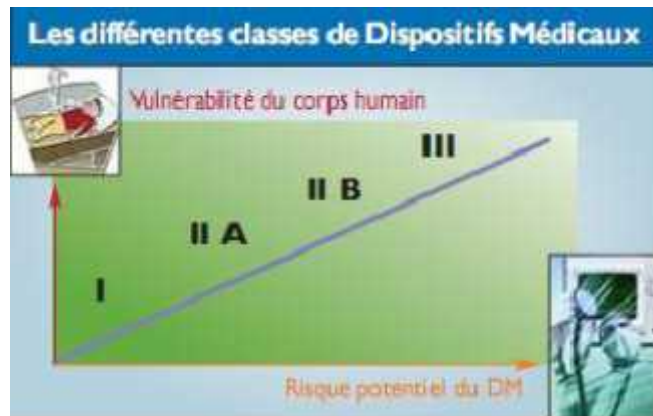 Les différentes classes de Dispositifs Médicaux
Vulnérabilité du corps humain
III
II B
II A
I
Risque potentiel du DM